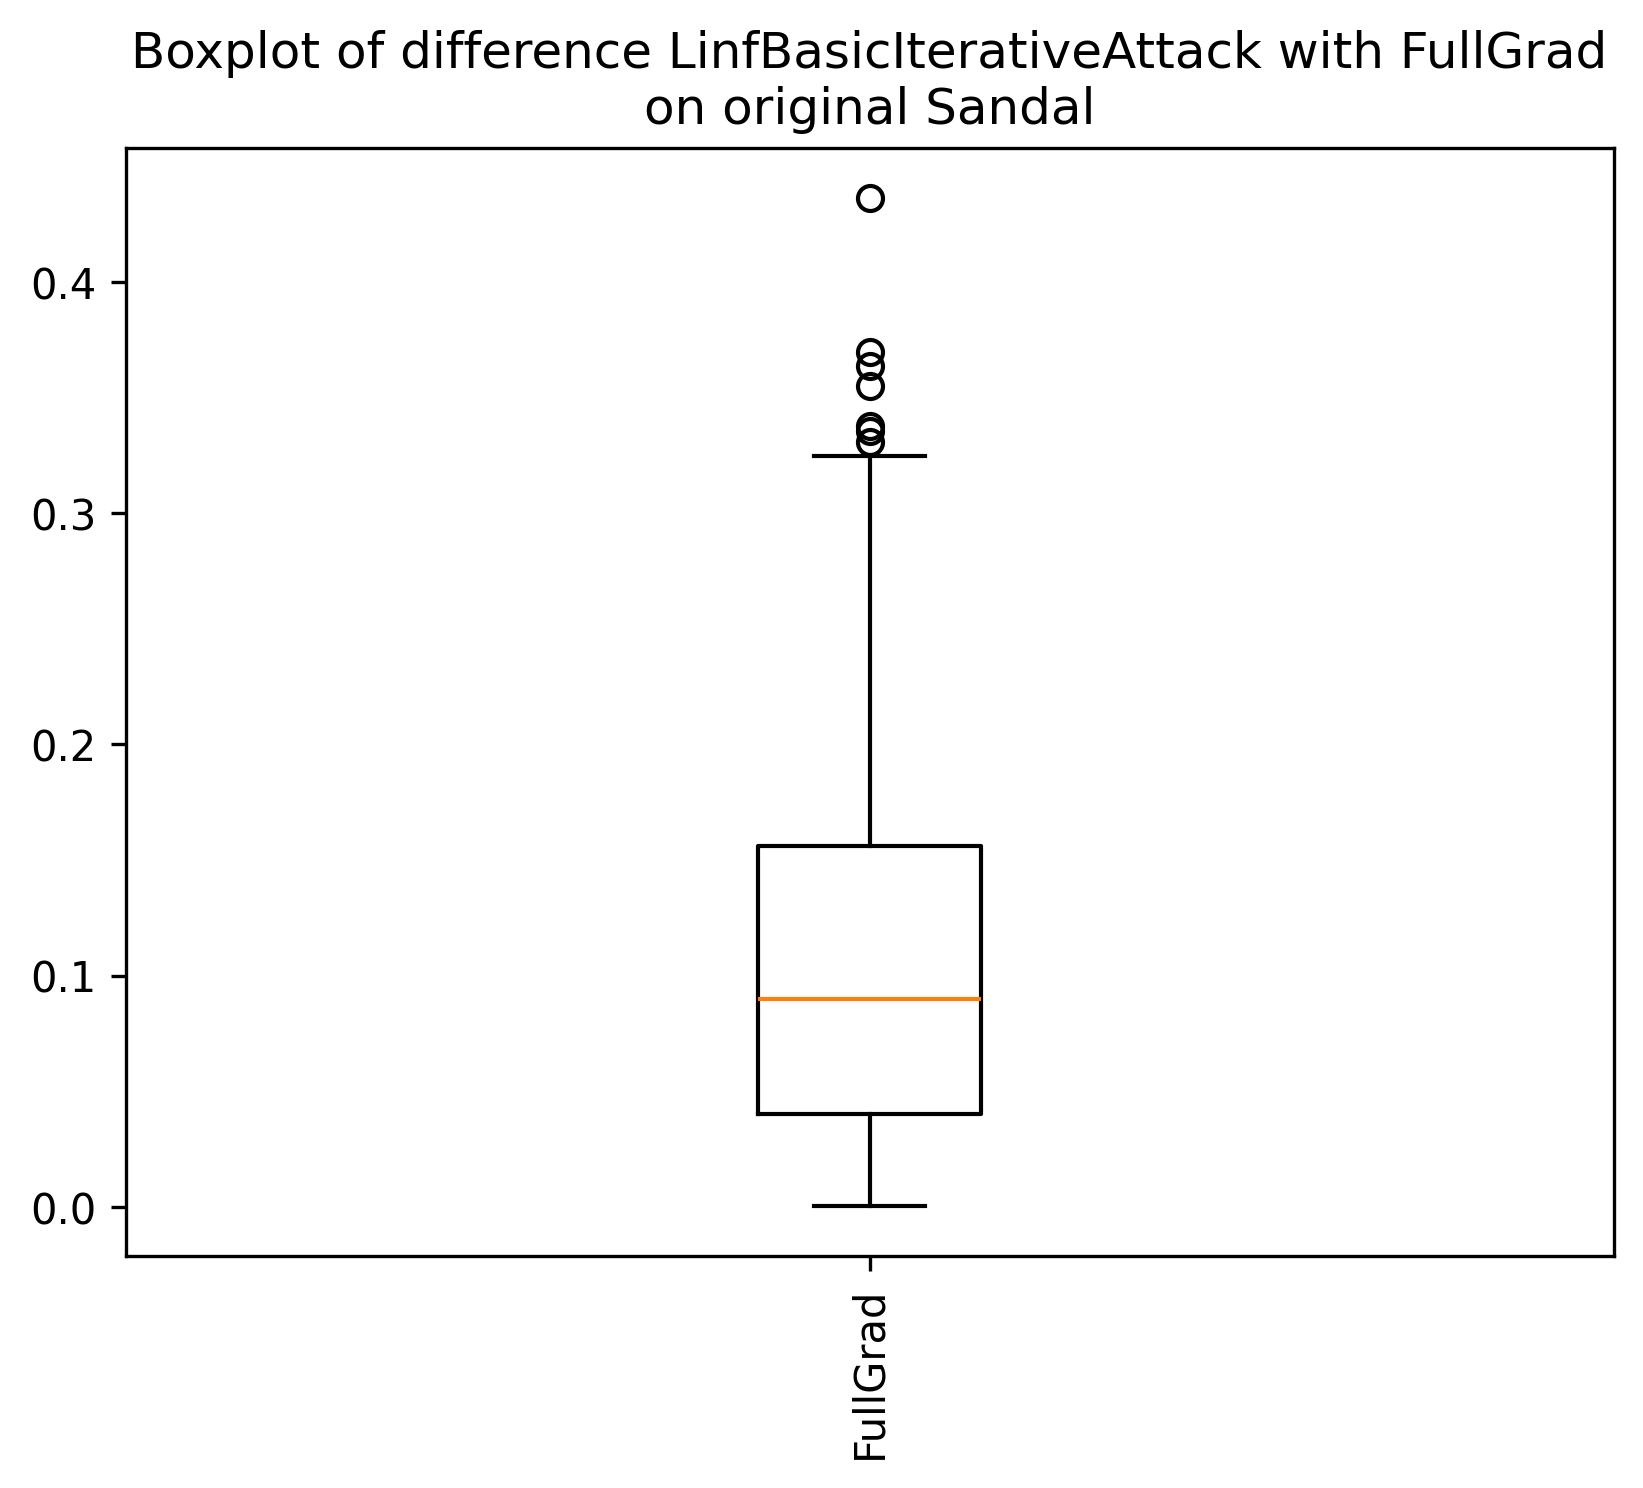 Boxplot of difference LinfBasicIterativeAttack with FullGrad
on original Sandal
0.4
0.3
0.2
0.1
0.0
FullGrad